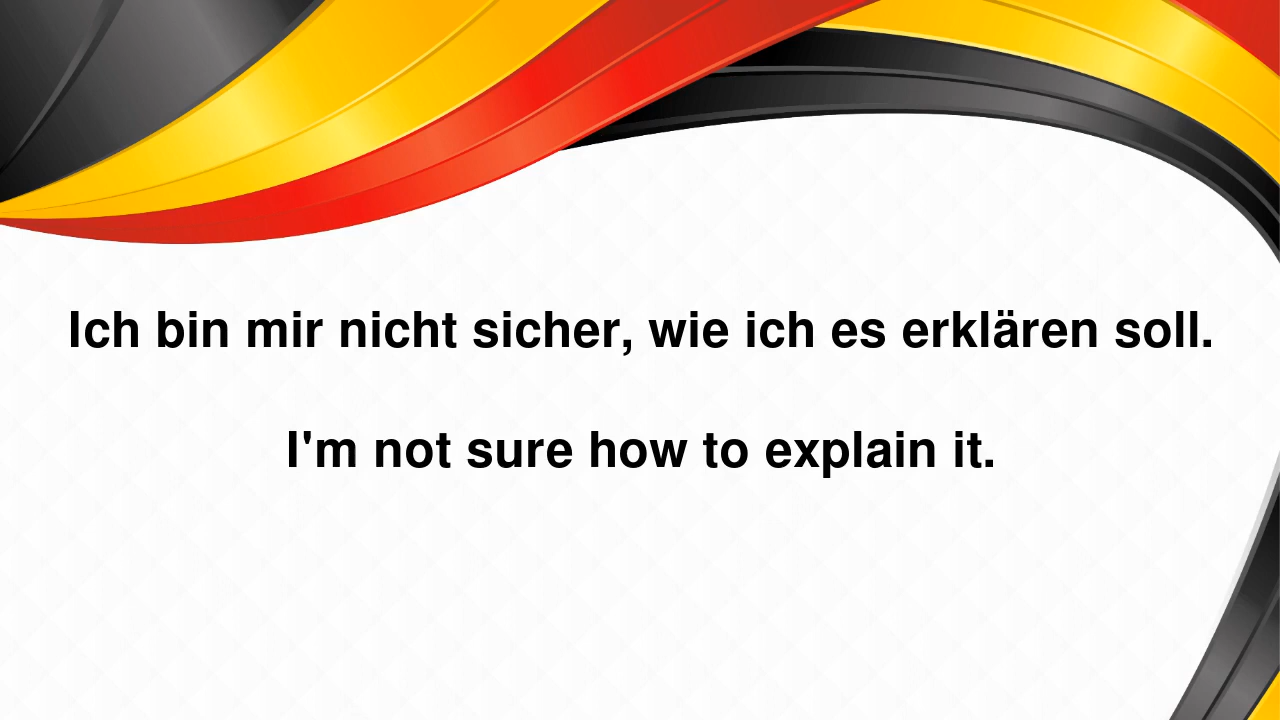 Ich bin mir nicht sicher, wie ich es erklären soll.
I'm not sure how to explain it.